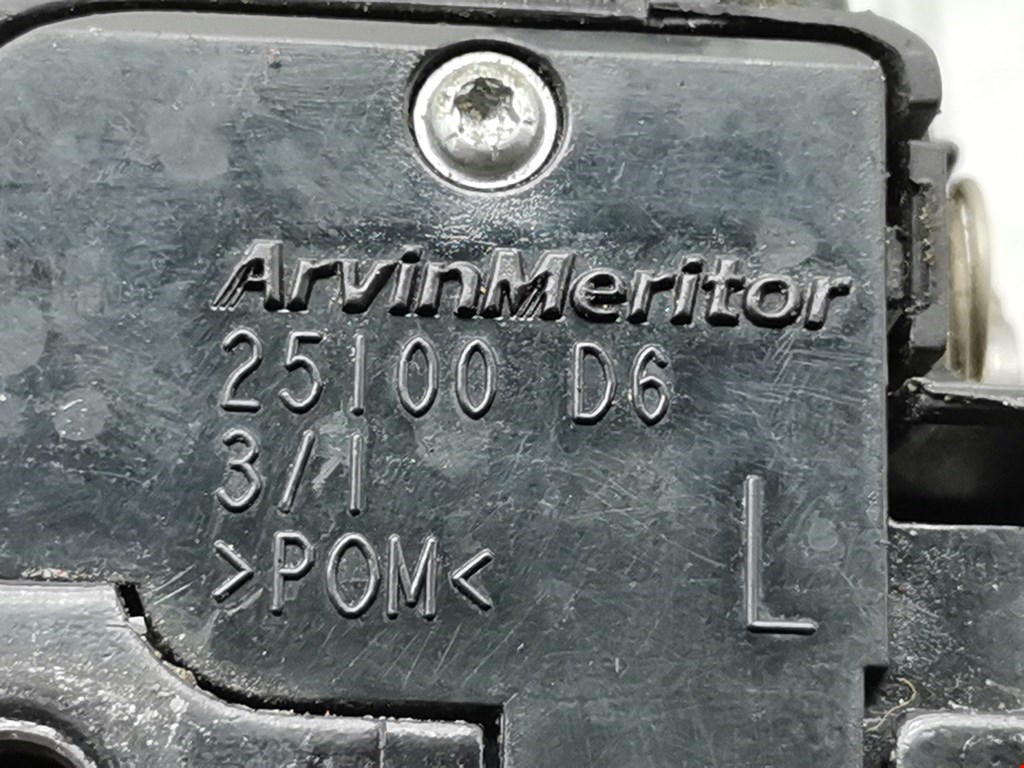 ArvinMeritor
25100 D6
3/1
>POM<
L